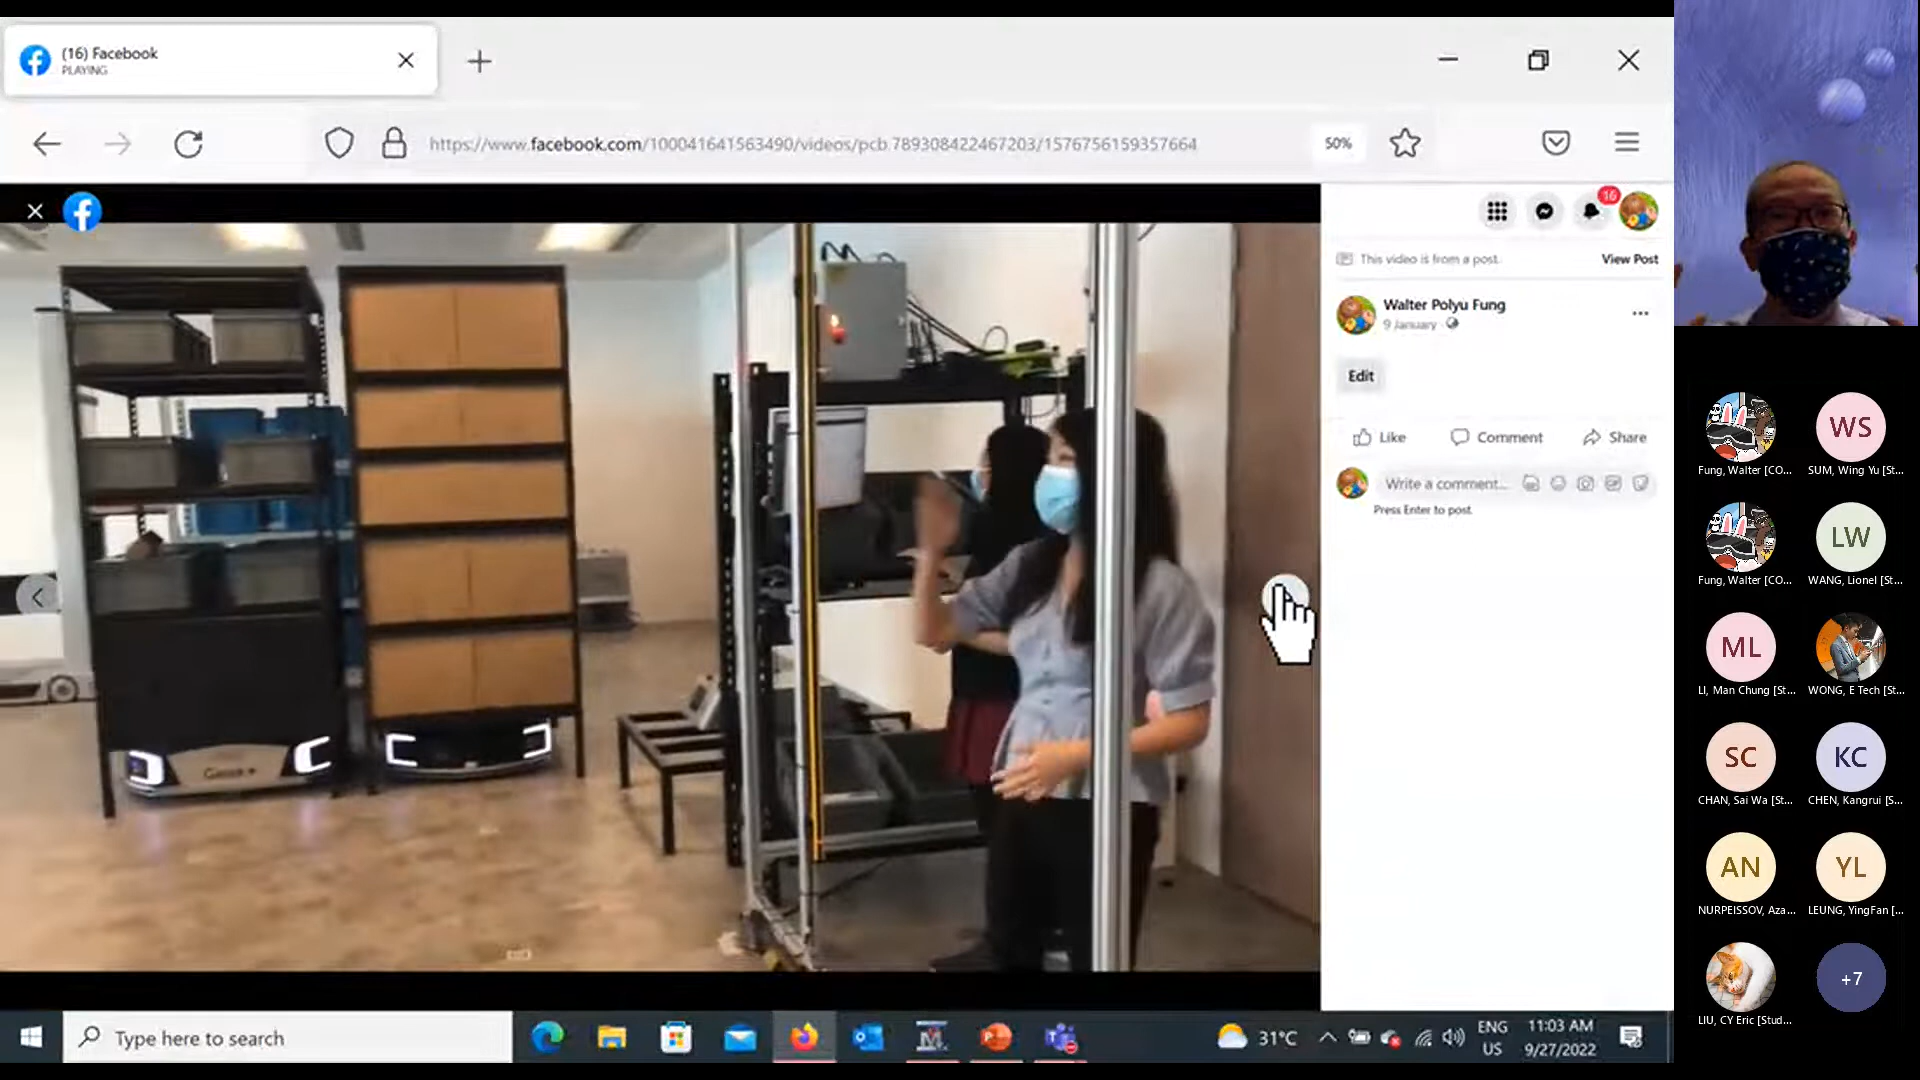 (16) Facebook
PLAYING
https://www.facebook.com/100041641563490/videos/pcb.789308422467203/1576756159357664
50%
16
This video is from a post.
View Post
Walter Polyu Fung
9 January
Edit
Like
Comment
Share
Write a comment...
Press Enter to post.
Geek+
Fung, Walter [CO...
WS
SUM, Wing Yu [St...
Fung, Walter [CO...
LW
WANG, Lionel [St...
ML
LI, Man Chung [St...
WONG, E Tech [St...
SC
CHAN, Sai Wa [St...
KC
CHEN, Kangrui [S...
AN
NURPEISSOV, Aza...
YL
LEUNG, YingFan [...
LIU, CY Eric [Stud...
+7
Type here to search
31°C
ENG
US
11:03 AM
9/27/2022